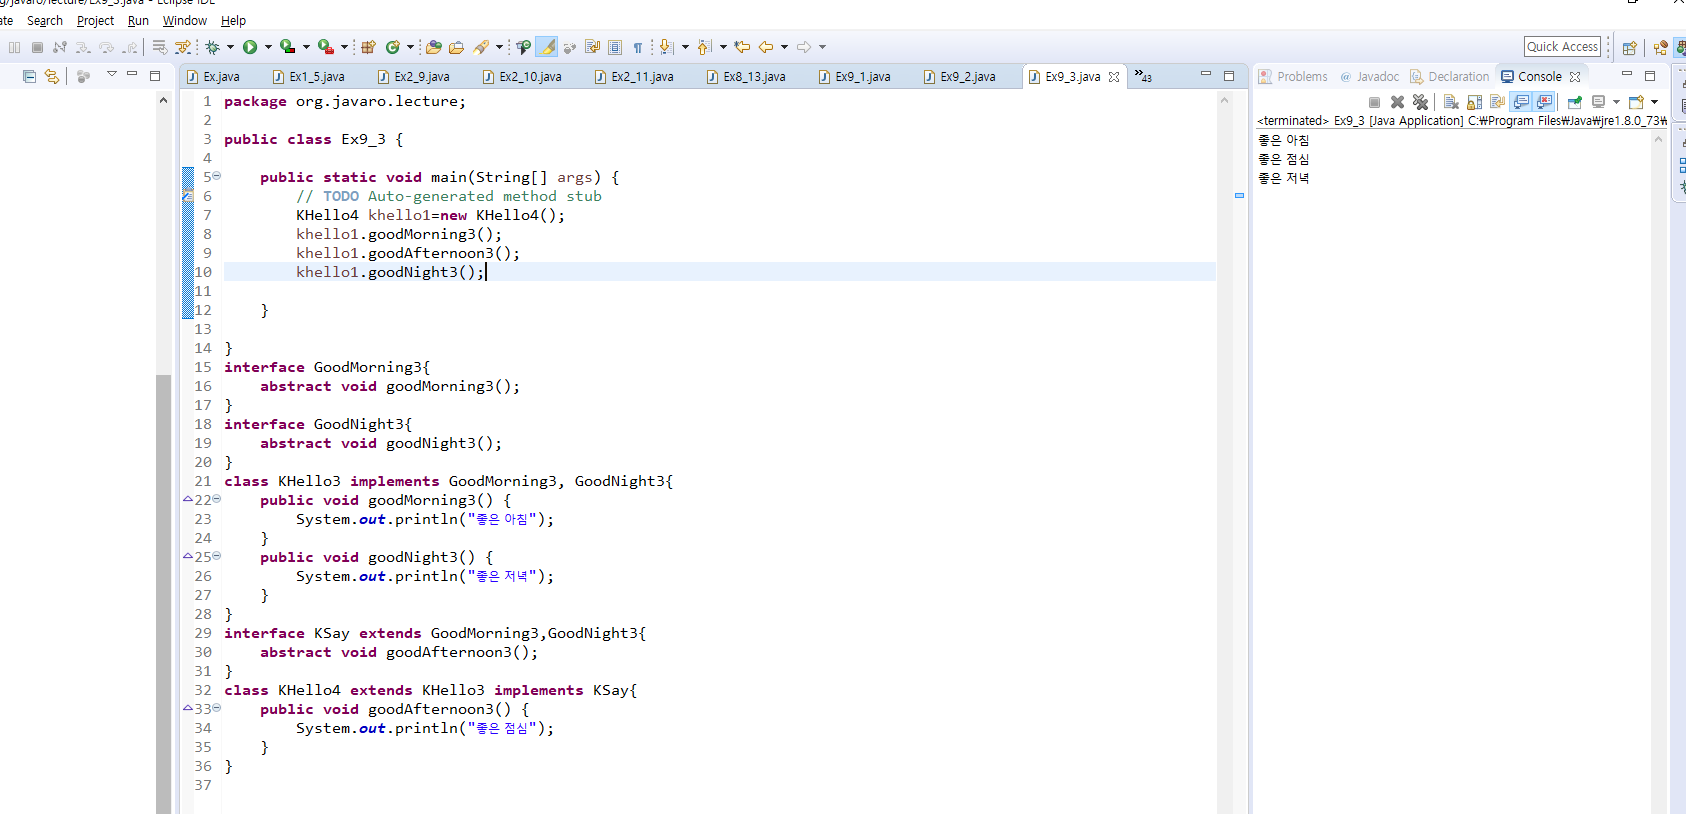 g/javaro/lecture/Ex9_3.java - Eclipse IDE
ate Search Project Run Window Help
Quick Access
Ex.java Ex1_5.java Ex2_9.java Ex2_10.java Ex2_11.java Ex8_13.java Ex9_1.java Ex9_2.java Ex9_3.java »43
Problems @ Javadoc Declaration Console
<terminated> Ex9_3 [Java Application] C:₩Program Files₩Java₩jre1.8.0_73₩
좋은 아침
좋은 점심
좋은 저녁
1 package org.javaro.lecture;
2
3 public class Ex9_3 {
4
5 public static void main(String[] args) {
6 // TODO Auto-generated method stub
7 KHello4 khello1=new KHello4();
8 khello1.goodMorning3();
9 khello1.goodAfternoon3();
10 khello1.goodNight3();
11
12 }
13
14 }
15 interface GoodMorning3{
16 abstract void goodMorning3();
17 }
18 interface GoodNight3{
19 abstract void goodNight3();
20 }
21 class KHello3 implements GoodMorning3, GoodNight3{
22 public void goodMorning3() {
23 System.out.println("좋은 아침");
24 }
25 public void goodNight3() {
26 System.out.println("좋은 저녁");
27 }
28 }
29 interface KSay extends GoodMorning3,GoodNight3{
30 abstract void goodAfternoon3();
31 }
32 class KHello4 extends KHello3 implements KSay{
33 public void goodAfternoon3() {
34 System.out.println("좋은 점심");
35 }
36 }
37